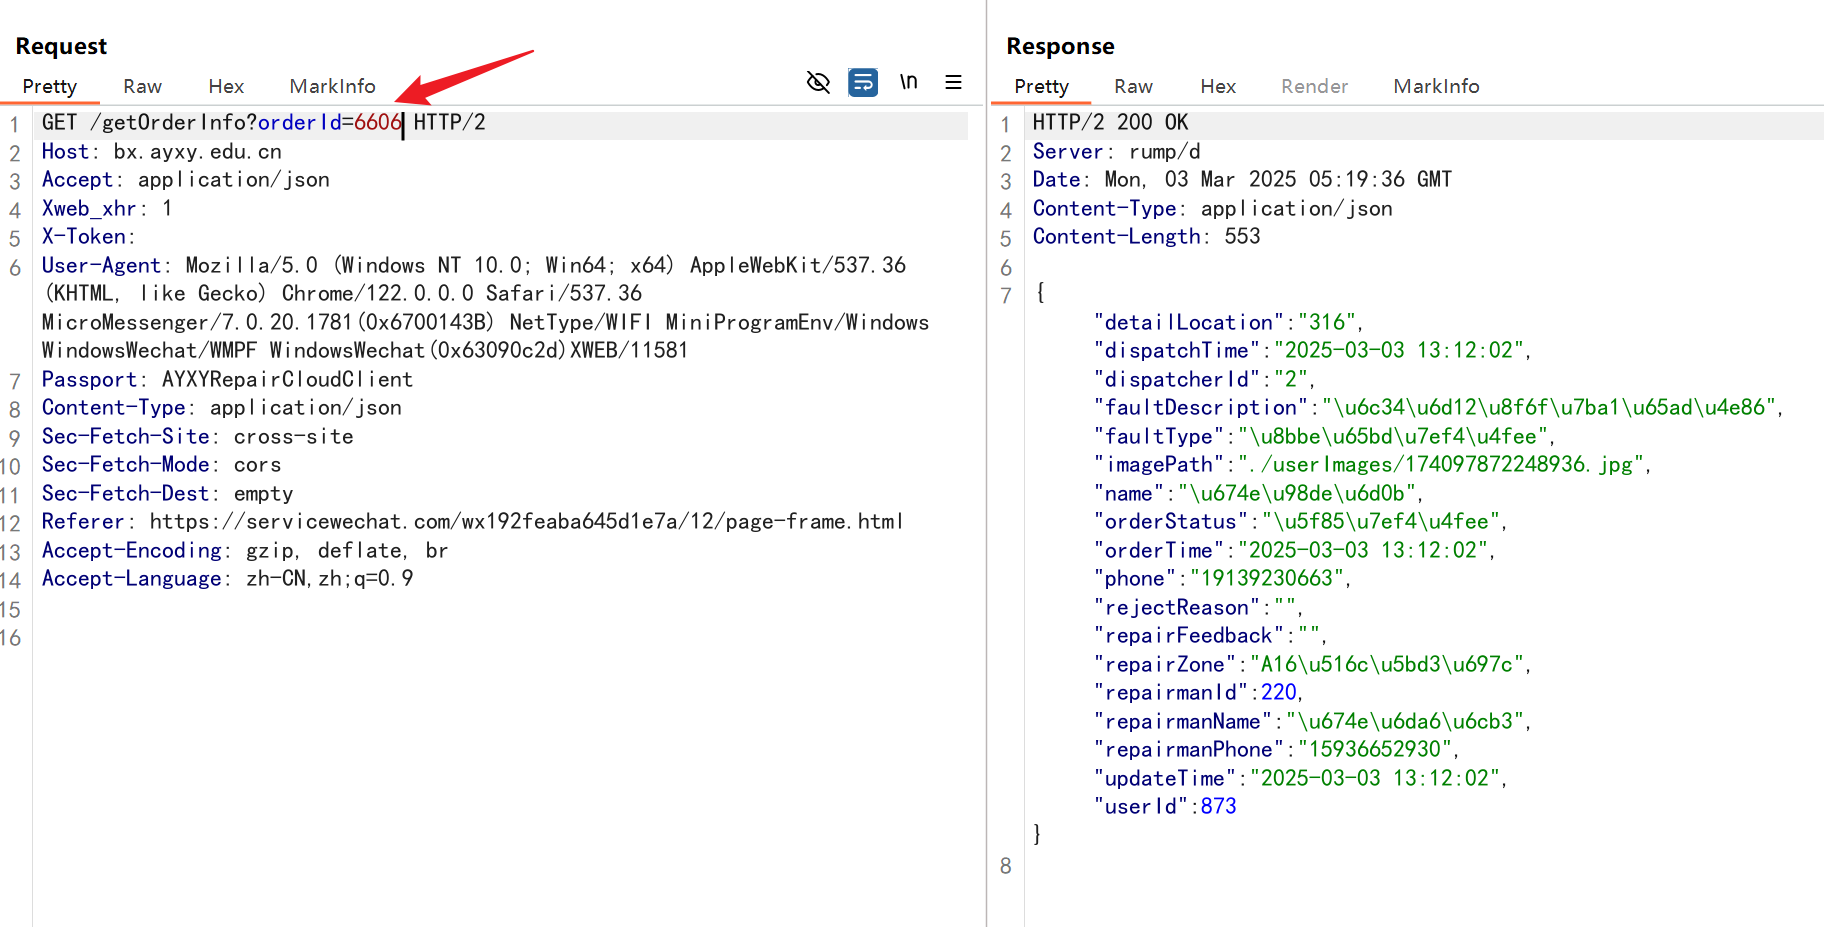 Request
Pretty Raw Hex MarkInfo \n
1 GET /getOrderInfo?orderId=6606 HTTP/2
2 Host: bx.ayxy.edu.cn
3 Accept: application/json
4 Xweb_xhr: 1
5 X-Token:
6 User-Agent: Mozilla/5.0 (Windows NT 10.0; Win64; x64) AppleWebKit/537.36
(KHTML, like Gecko) Chrome/122.0.0.0 Safari/537.36
MicroMessenger/7.0.20.1781(0x6700143B) NetType/WIFI MiniProgramEnv/Windows
WindowsWechat/WMPF WindowsWechat(0x63090c2d)XWEB/11581
7 Passport: AYXYRepairCloudClient
8 Content-Type: application/json
9 Sec-Fetch-Site: cross-site
10 Sec-Fetch-Mode: cors
11 Sec-Fetch-Dest: empty
12 Referer: https://servicewechat.com/wx192feaba645d1e7a/12/page-frame.html
13 Accept-Encoding: gzip, deflate, br
14 Accept-Language: zh-CN,zh;q=0.9
15
16
Response
Pretty Raw Hex Render MarkInfo
1 HTTP/2 200 OK
2 Server: rump/d
3 Date: Mon, 03 Mar 2025 05:19:36 GMT
4 Content-Type: application/json
5 Content-Length: 553
6
7 {
"detailLocation":"316",
"dispatchTime":"2025-03-03 13:12:02",
"dispatcherId":"2",
"faultDescription":"\u6c34\u6d12\u8f6f\u7ba1\u65ad\u4e86",
"faultType":"\u8bbe\u65bd\u7ef4\u4fee",
"imagePath":"./userImages/174097872248936.jpg",
"name":"\u674e\u98de\u6d0b",
"orderStatus":"\u5f85\u7ef4\u4fee",
"orderTime":"2025-03-03 13:12:02",
"phone":"19139230663",
"rejectReason":"",
"repairFeedback":"",
"repairZone":"A16\u516c\u5bd3\u697c",
"repairmanId":220,
"repairmanName":"\u674e\u6da6\u6cb3",
"repairmanPhone":"15936652930",
"updateTime":"2025-03-03 13:12:02",
"userId":873
}
8